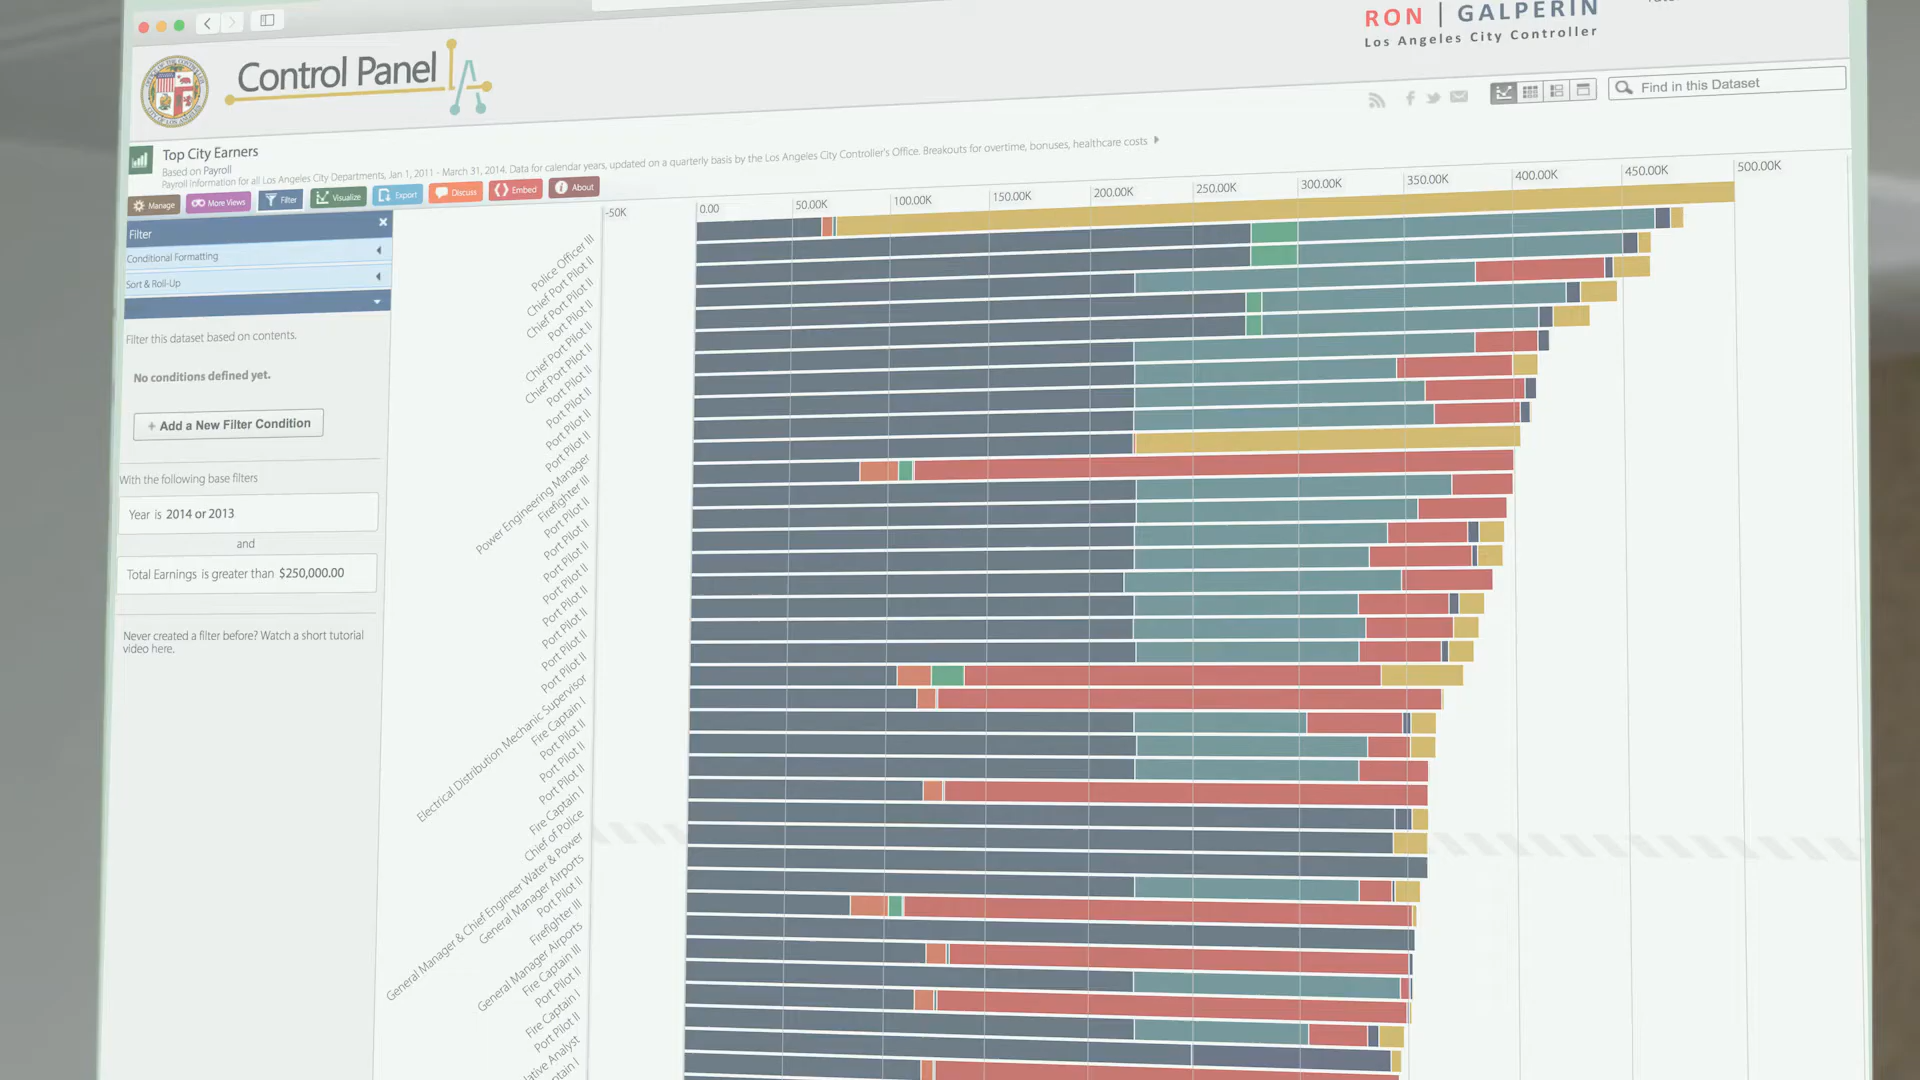 RON | GALPERIN
Los Angeles City Controller
Control Panel LA
Find in this Dataset
Top City Earners
Based on Payroll
Payroll information for all Los Angeles City Departments, Jan 1, 2011 - March 31, 2014. Data for calendar years, updated on a quarterly basis by the Los Angeles City Controller's Office. Breakouts for overtime, bonuses, healthcare costs
Manage More Views Filter Visualize Export Discuss Embed About
-50K 0.00 50.00K 100.00K 150.00K 200.00K 250.00K 300.00K 350.00K 400.00K 450.00K 500.00K
Filter
Conditional Formatting
Sort & Roll-Up
Filter this dataset based on contents.
No conditions defined yet.
+ Add a New Filter Condition
With the following base filters
Year is 2014 or 2013
and
Total Earnings is greater than $250,000.00
Never created a filter before? Watch a short tutorial
video here.
Police Officer III
Chief Port Pilot II
Chief Port Pilot II
Port Pilot II
Chief Port Pilot II
Chief Port Pilot II
Port Pilot II
Port Pilot II
Port Pilot II
Port Pilot II
Power Engineering Manager
Firefighter III
Port Pilot II
Port Pilot II
Port Pilot II
Port Pilot II
Port Pilot II
Port Pilot II
Port Pilot II
Port Pilot II
Electrical Distribution Mechanic Supervisor
Fire Captain I
Port Pilot II
Port Pilot II
Port Pilot II
Fire Captain I
Chief of Police
General Manager & Chief Engineer Water & Power
General Manager Airports
Port Pilot II
Firefighter III
General Manager Airports
Fire Captain III
Port Pilot II
Fire Captain I
Port Pilot II
Analyst